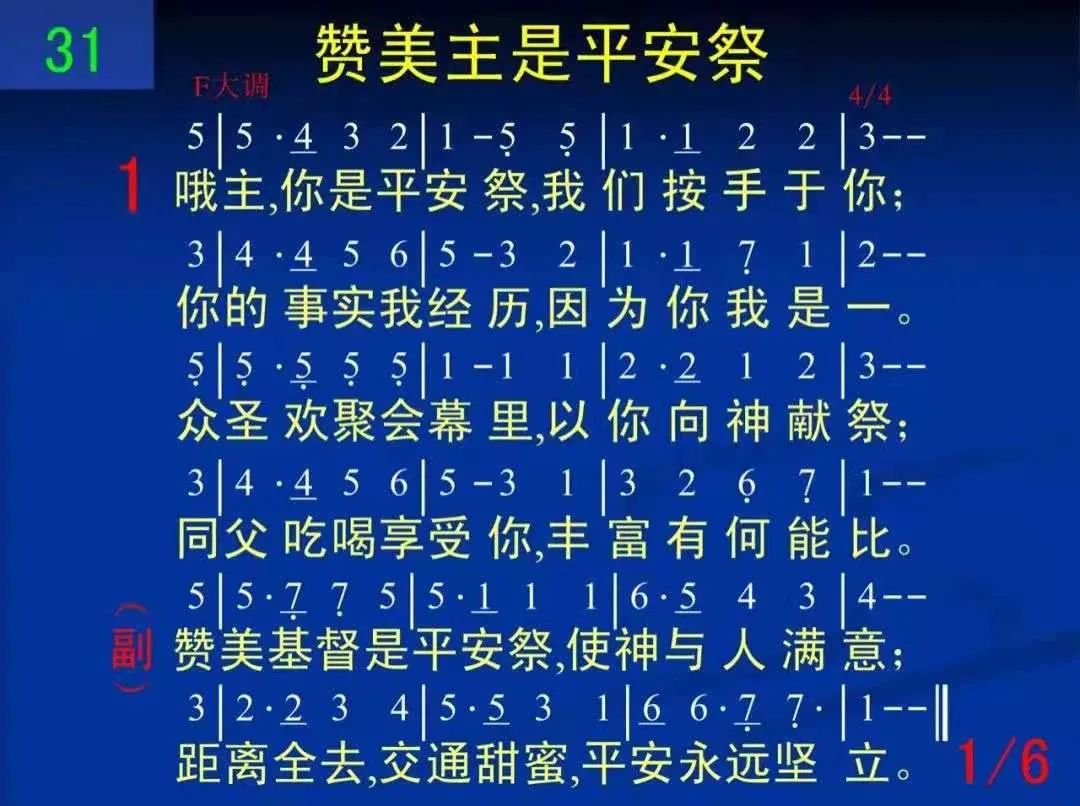 31
赞美主是平安祭
F大调
4/4
5|5·4 3 2|1 -5 5|1·1 2 2|3--
1
哦主,你是平安祭,我们按手于你;
3|4·4 5 6|5 -3 2|1·1 7 1|2--
你的事实我经历,因为你我是一。
5|5·5 5 5|1 -1 1|2·2 1 2|3--
众圣欢聚会幕里,以你向神献祭;
3|4·4 5 6|5 -3 1|3 2 6 7|1--
同父吃喝享受你,丰富有何能比。
5|5·7 7 5|5·1 1 1|6·5 4 3|4--
(副)
赞美基督是平安祭,使神与人满意;
3|2·2 3 4|5·5 3 1|6 6·7 7·|1--‖
距离全去,交通甜蜜,平安永远坚立。
1/6